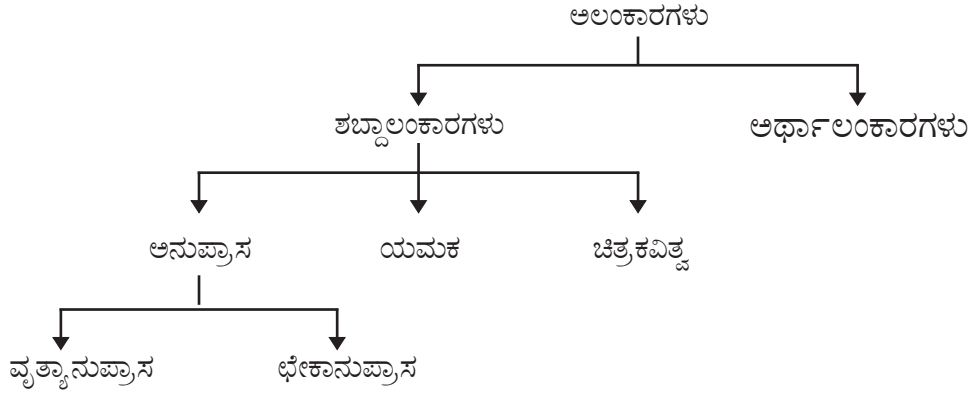 ಅಲಂಕಾರಗಳು
ಶಬ್ದಾಲಂಕಾರಗಳು ಅರ್ಥಾಲಂಕಾರಗಳು
ಅನುಪ್ರಾಸ ಯಮಕ ಚಿತ್ರಕವಿತ್ವ
ವೃತ್ಯಾನುಪ್ರಾಸ ಛೇಕಾನುಪ್ರಾಸ